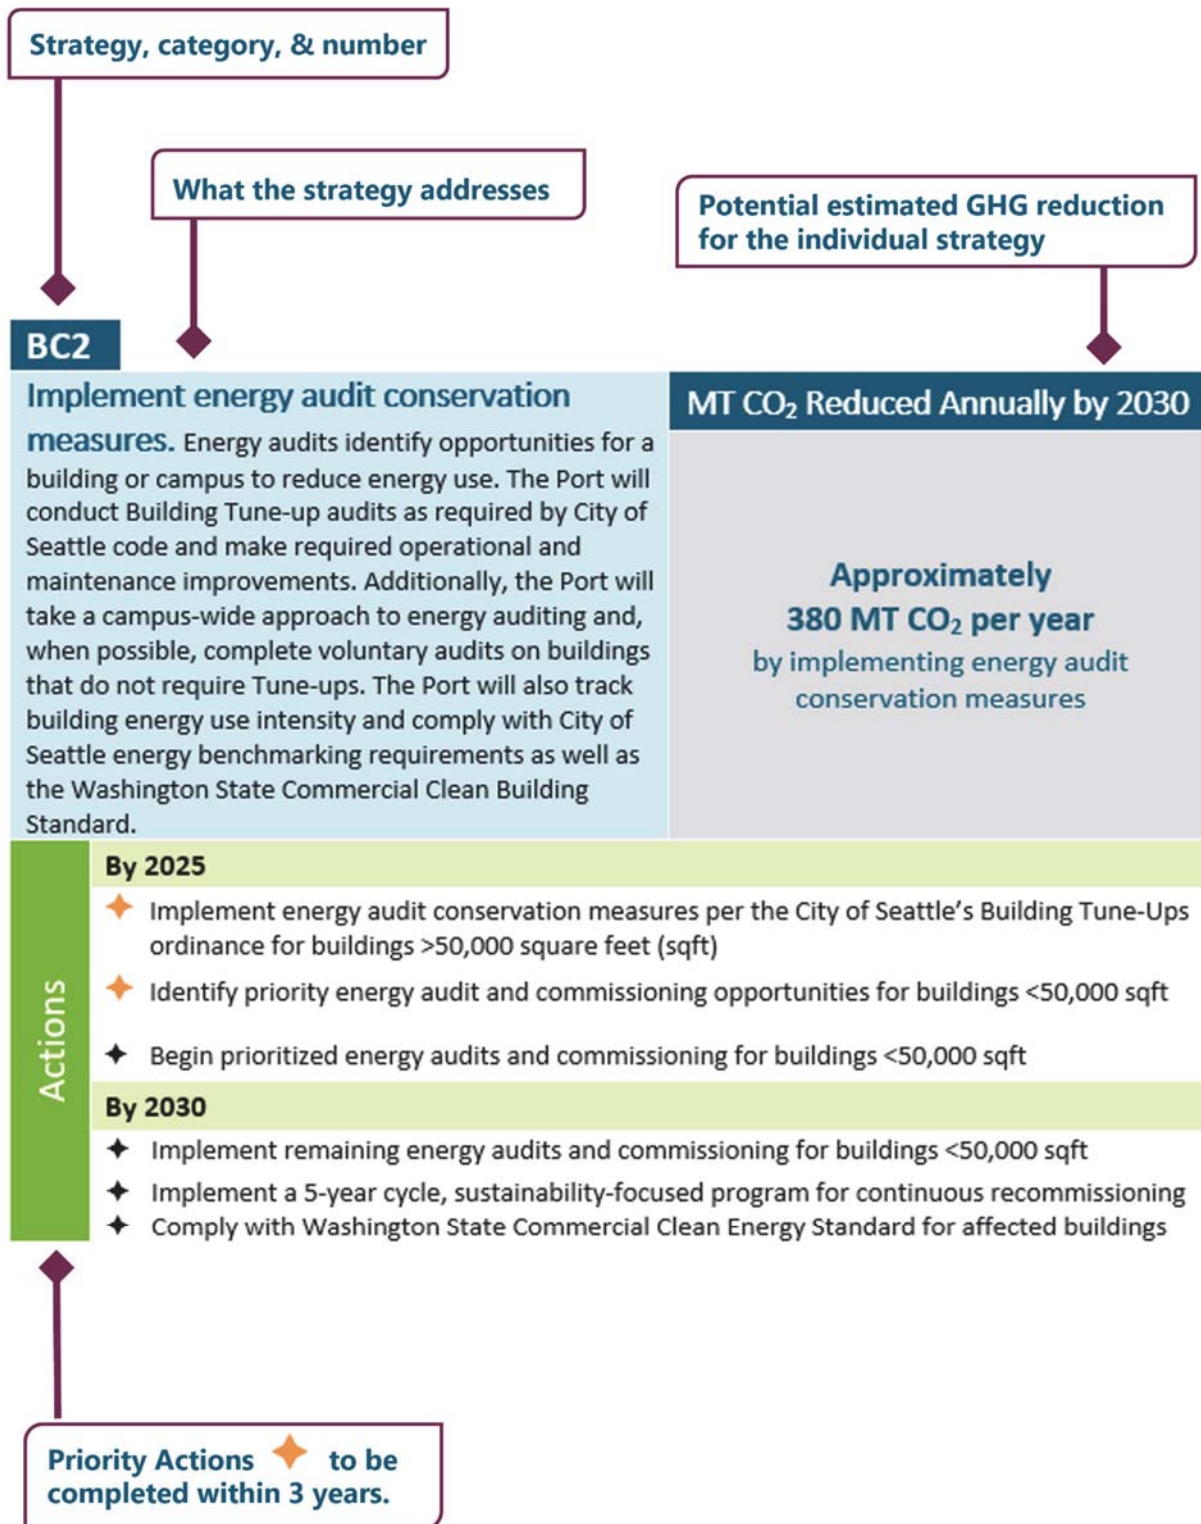 Strategy, category, & number
What the strategy addresses
Potential estimated GHG reduction
for the individual strategy
BC2
Implement energy audit conservation
measures. Energy audits identify opportunities for a
building or campus to reduce energy use. The Port will
conduct Building Tune-up audits as required by City of
Seattle code and make required operational and
maintenance improvements. Additionally, the Port will
take a campus-wide approach to energy auditing and,
when possible, complete voluntary audits on buildings
that do not require Tune-ups. The Port will also track
building energy use intensity and comply with City of
Seattle energy benchmarking requirements as well as
the Washington State Commercial Clean Building
Standard.
MT CO₂ Reduced Annually by 2030
Approximately
380 MT CO₂ per year
by implementing energy audit
conservation measures
Actions
By 2025
Implement energy audit conservation measures per the City of Seattle's Building Tune-Ups
ordinance for buildings >50,000 square feet (sqft)
Identify priority energy audit and commissioning opportunities for buildings <50,000 sqft
Begin prioritized energy audits and commissioning for buildings <50,000 sqft
By 2030
Implement remaining energy audits and commissioning for buildings <50,000 sqft
Implement a 5-year cycle, sustainability-focused program for continuous recommissioning
Comply with Washington State Commercial Clean Energy Standard for affected buildings
Priority Actions to be
completed within 3 years.